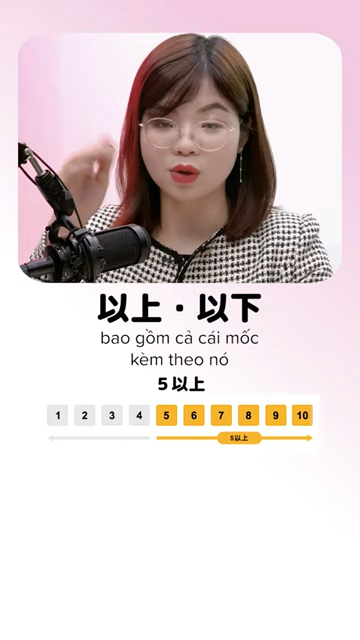 以上・以下
bao gồm cả cái mốc
kèm theo nó
5以上
1 2 3 4 5 6 7 8 9 10
5以上